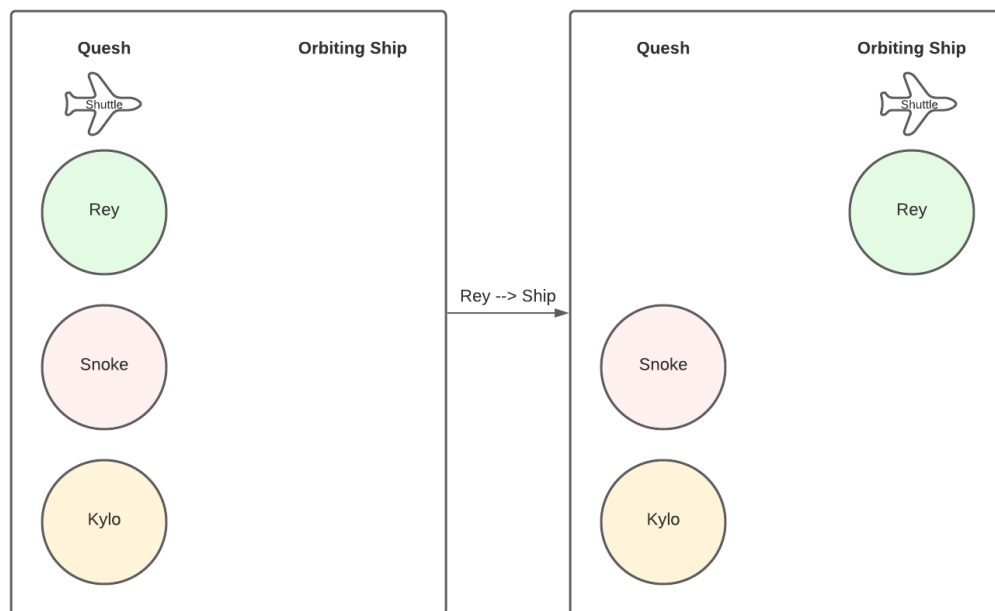 Quesh
Orbiting Ship
Shuttle
Rey
Snoke
Kylo
Rey --> Ship
Quesh
Orbiting Ship
Shuttle
Rey
Snoke
Kylo